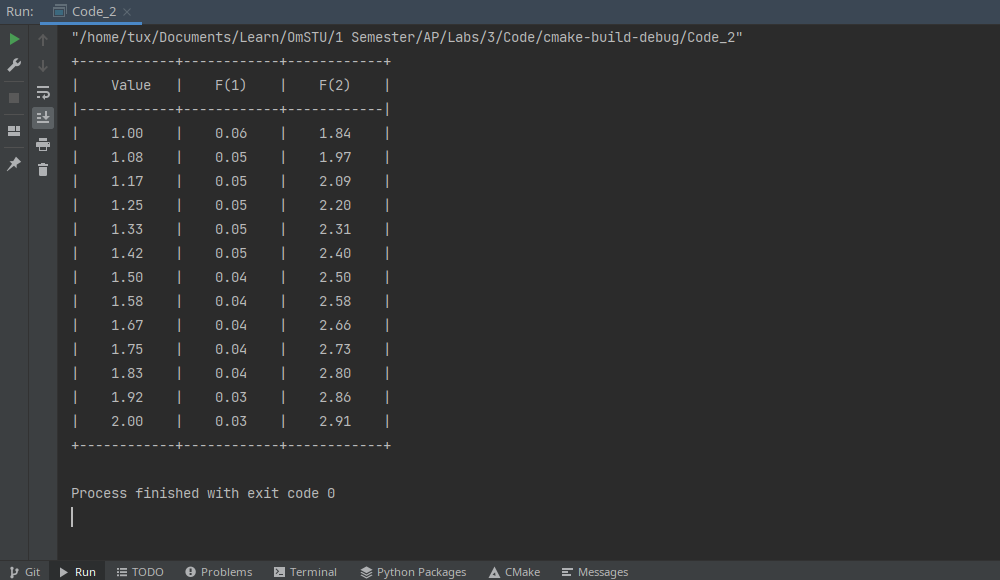 Run: Code_2
"/home/tux/Documents/Learn/OmSTU/1 Semester/AP/Labs/3/Code/cmake-build-debug/Code_2"
+------------+------------+------------+
|    Value   |    F(1)    |    F(2)    |
|------------+------------+------------|
|    1.00    |    0.06    |    1.84    |
|    1.08    |    0.05    |    1.97    |
|    1.17    |    0.05    |    2.09    |
|    1.25    |    0.05    |    2.20    |
|    1.33    |    0.05    |    2.31    |
|    1.42    |    0.05    |    2.40    |
|    1.50    |    0.04    |    2.50    |
|    1.58    |    0.04    |    2.58    |
|    1.67    |    0.04    |    2.66    |
|    1.75    |    0.04    |    2.73    |
|    1.83    |    0.04    |    2.80    |
|    1.92    |    0.03    |    2.86    |
|    2.00    |    0.03    |    2.91    |
+------------+------------+------------+
Process finished with exit code 0
Git Run TODO Problems Terminal Python Packages CMake Messages